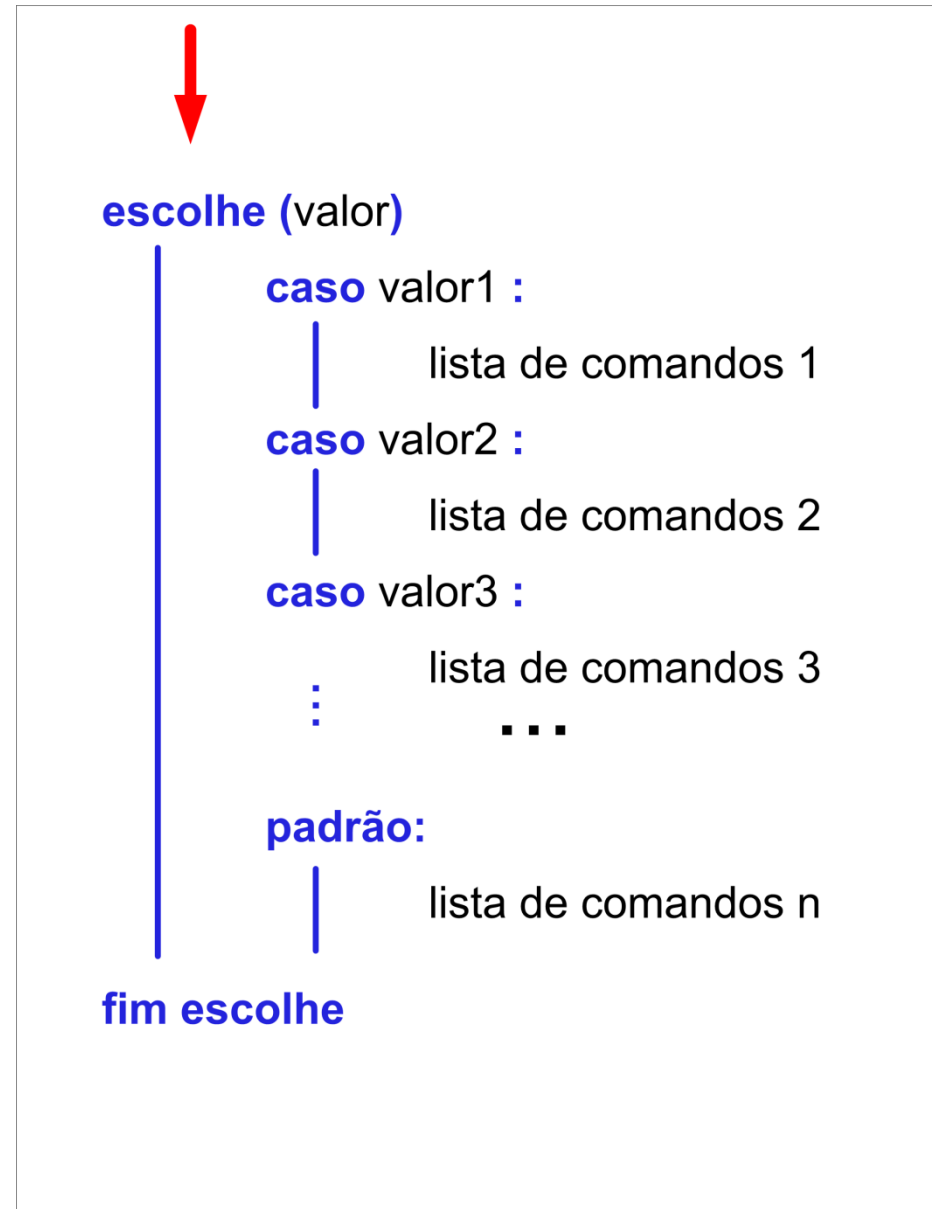 escolhe (valor)
caso valor1 :
lista de comandos 1
caso valor2 :
lista de comandos 2
caso valor3 :
lista de comandos 3
⋮ ...
padrão:
lista de comandos n
fim escolhe